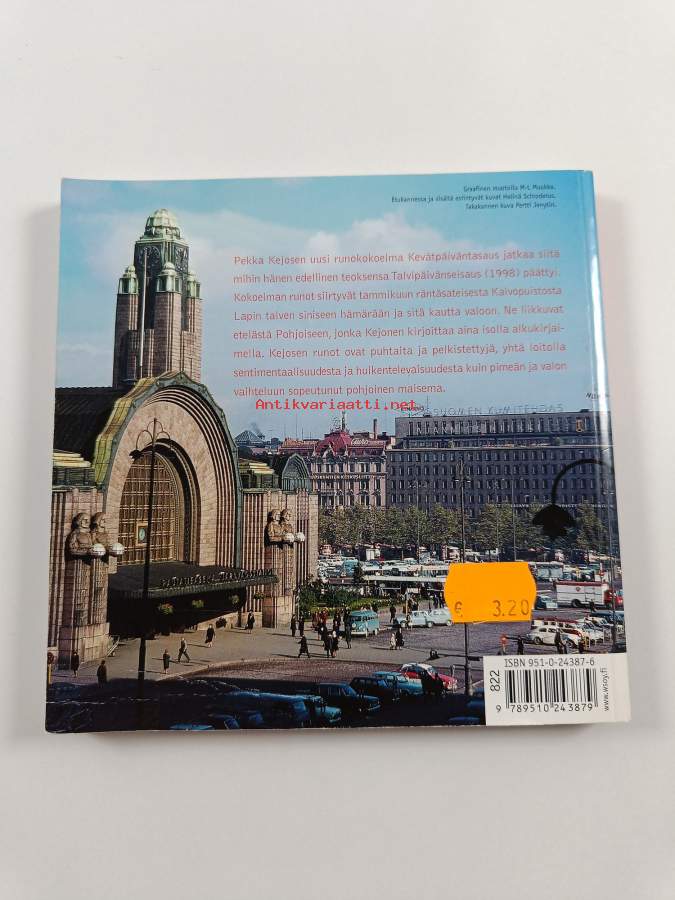 Graafinen muotoilu M-L Muukka.
Etukannessa ja sisällä esiintyvät kuvat Helinä Schroderus.
Takakannen kuva Pertti Jenytin.
Pekka Kejosen uusi runokokoelma Kevätpäiväntasaus jatkaa siitä
mihin hänen edellinen teoksensa Talvipäivänseisaus (1998) päättyi.
Kokoelman runot siirtyvät tammikuun räntäsateisesta Kaivopuistosta
Lapin talven siniseen hämärään ja sitä kautta valoon. Ne liikkuvat
etelästä Pohjoiseen, jonka Kejonen kirjoittaa aina isolla alkukirjai-
mella. Kejosen runot ovat puhtaita ja pelkistettyjä, yhtä loitolla
sentimentaalisuudesta ja huikentelevaisuudesta kuin pimeän ja valon
vaihteluun sopeutunut pohjoinen maisema.
Antikvariaatti.net
€ 3.20
822
ISBN 951-0-24387-6
9 789510 243879
www.wsoy.fi